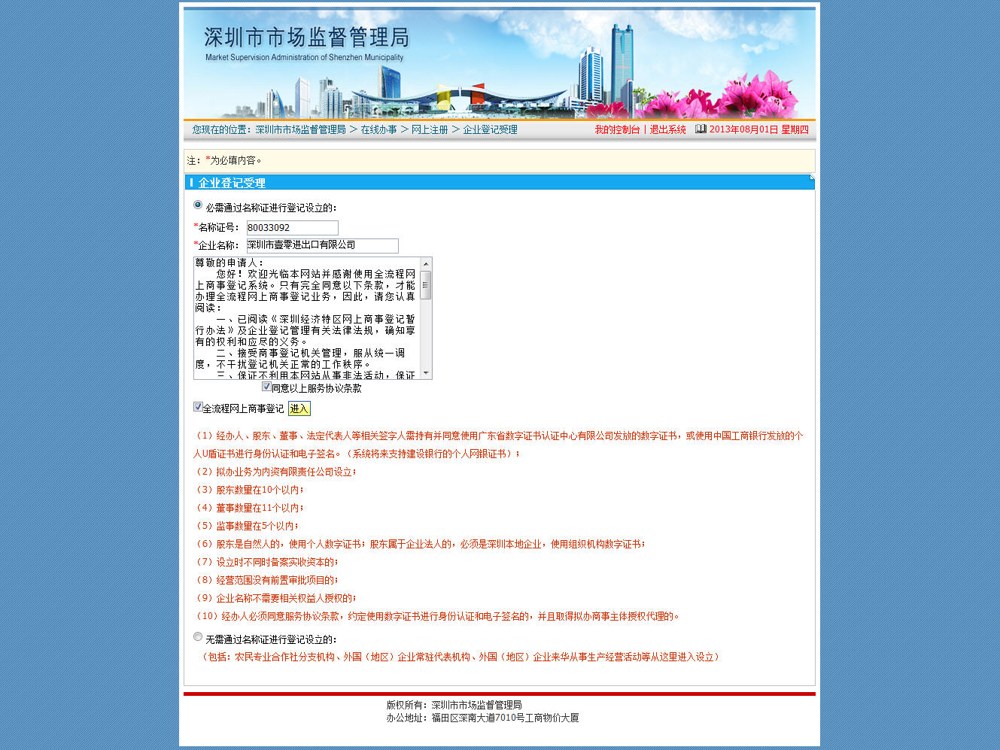 深圳市市场监督管理局
Market Supervision Administration of Shenzhen Municipality
您现在的位置：深圳市市场监督管理局 > 在线办事 > 网上注册 > 企业登记受理
我的控制台 | 退出系统 2013年08月01日 星期四
注：*为必填内容。
企业登记受理
必需通过名称证进行登记设立的：
*名称证号： 80033092
*企业名称： 深圳市壹零进出口有限公司
尊敬的申请人：
您好！欢迎光临本网站并感谢使用全流程网
上商事登记系统。只有完全同意以下条款，才能
办理全流程网上商事登记业务，因此，请您认真
阅读：
一、已阅读《深圳经济特区网上商事登记暂
行办法》及企业登记管理有关法律法规，确知享
有的权利和应尽的义务。
二、接受商事登记机关管理，服从统一调
度，不干扰登记机关正常的工作秩序。
三、保证不利用本网站从事非法活动，保证
同意以上服务协议条款
全流程网上商事登记 进入
（1）经办人、股东、董事、法定代表人等相关签字人需持有并同意使用广东省数字证书认证中心有限公司发放的数字证书，或使用中国工商银行发放的个
人U盾证书进行身份认证和电子签名。（系统将来支持建设银行的个人网银证书）；
（2）拟办业务为内资有限责任公司设立；
（3）股东数量在10个以内；
（4）董事数量在11个以内；
（5）监事数量在5个以内；
（6）股东是自然人的，使用个人数字证书；股东属于企业法人的，必须是深圳本地企业，使用组织机构数字证书；
（7）设立时不同时备案实收资本的；
（8）经营范围没有前置审批项目的；
（9）企业名称不需要相关权益人授权的；
（10）经办人必须同意服务协议条款，约定使用数字证书进行身份认证和电子签名的，并且取得拟办商事主体授权代理的。
无需通过名称证进行登记设立的：
（包括：农民专业合作社分支机构、外国（地区）企业常驻代表机构、外国（地区）企业来华从事生产经营活动等从这里进入设立）
版权所有：深圳市市场监督管理局
办公地址：福田区深南大道7010号工商物价大厦